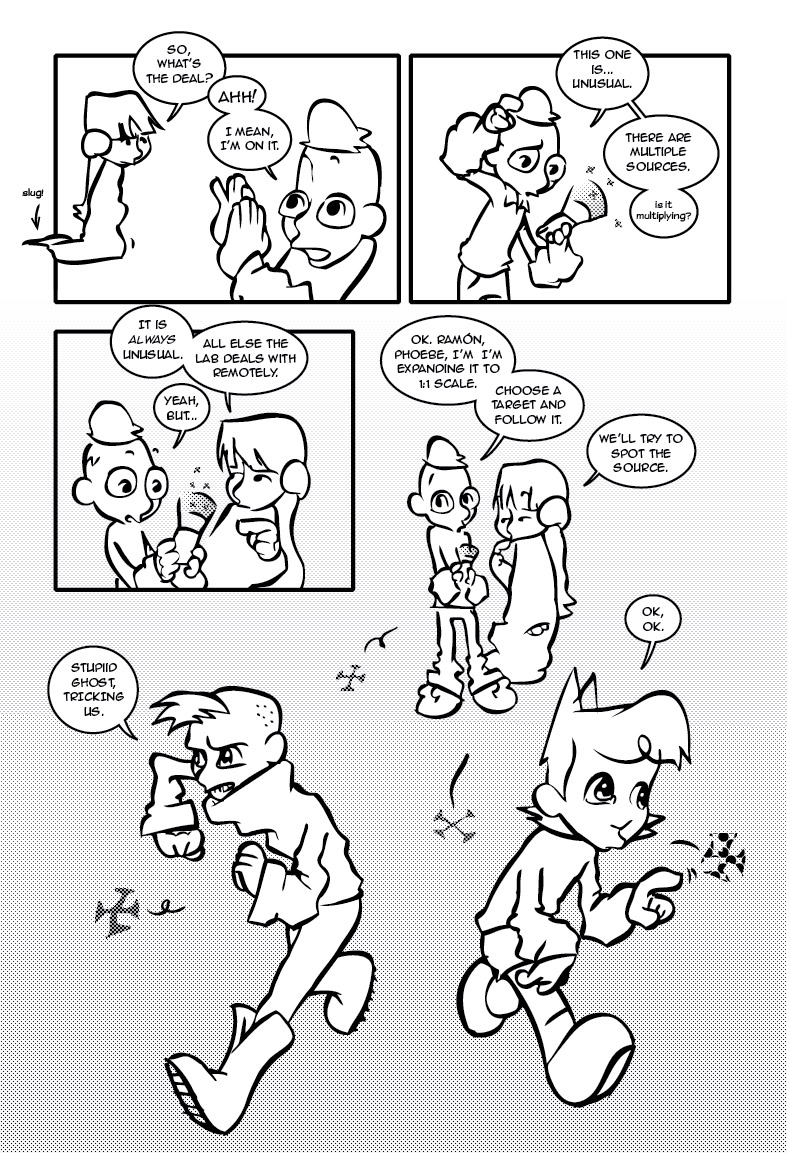 SO,
WHAT'S
THE DEAL?
AHH!
I MEAN,
I'M ON IT.
slug!
THIS ONE
IS...
UNUSUAL.
THERE ARE
MULTIPLE
SOURCES.
is it
multiplying?
IT IS
ALWAYS
UNUSUAL.
ALL ELSE THE
LAB DEALS WITH
REMOTELY.
YEAH,
BUT...
OK. RAMÓN,
PHOEBE, I'M I'M
EXPANDING IT TO
1:1 SCALE.
CHOOSE A
TARGET AND
FOLLOW IT.
WE'LL TRY TO
SPOT THE
SOURCE.
OK,
OK.
STUPIID
GHOST,
TRICKING
US.